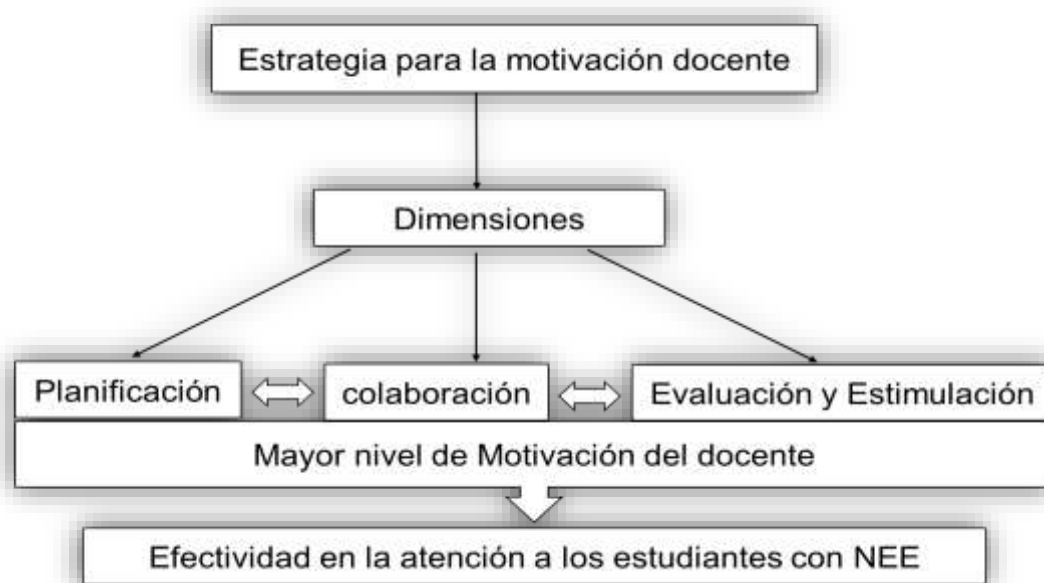 Estrategia para la motivación docente
Dimensiones
Planificación
colaboración
Evaluación y Estimulación
Mayor nivel de Motivación del docente
Efectividad en la atención a los estudiantes con NEE